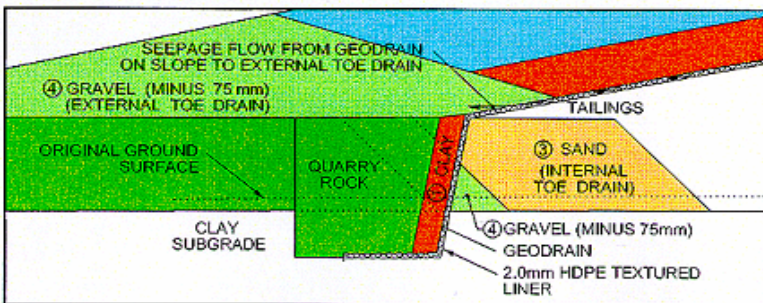 SEEPAGE FLOW FROM GEODRAIN
ON SLOPE TO EXTERNAL TOE DRAIN
④ GRAVEL (MINUS 75 mm)
(EXTERNAL TOE DRAIN)
TAILINGS
ORIGINAL GROUND
SURFACE
QUARRY
ROCK
① CLAY
③ SAND
(INTERNAL
TOE DRAIN)
CLAY
SUBGRADE
④ GRAVEL (MINUS 75mm)
GEODRAIN
2.0mm HDPE TEXTURED
LINER